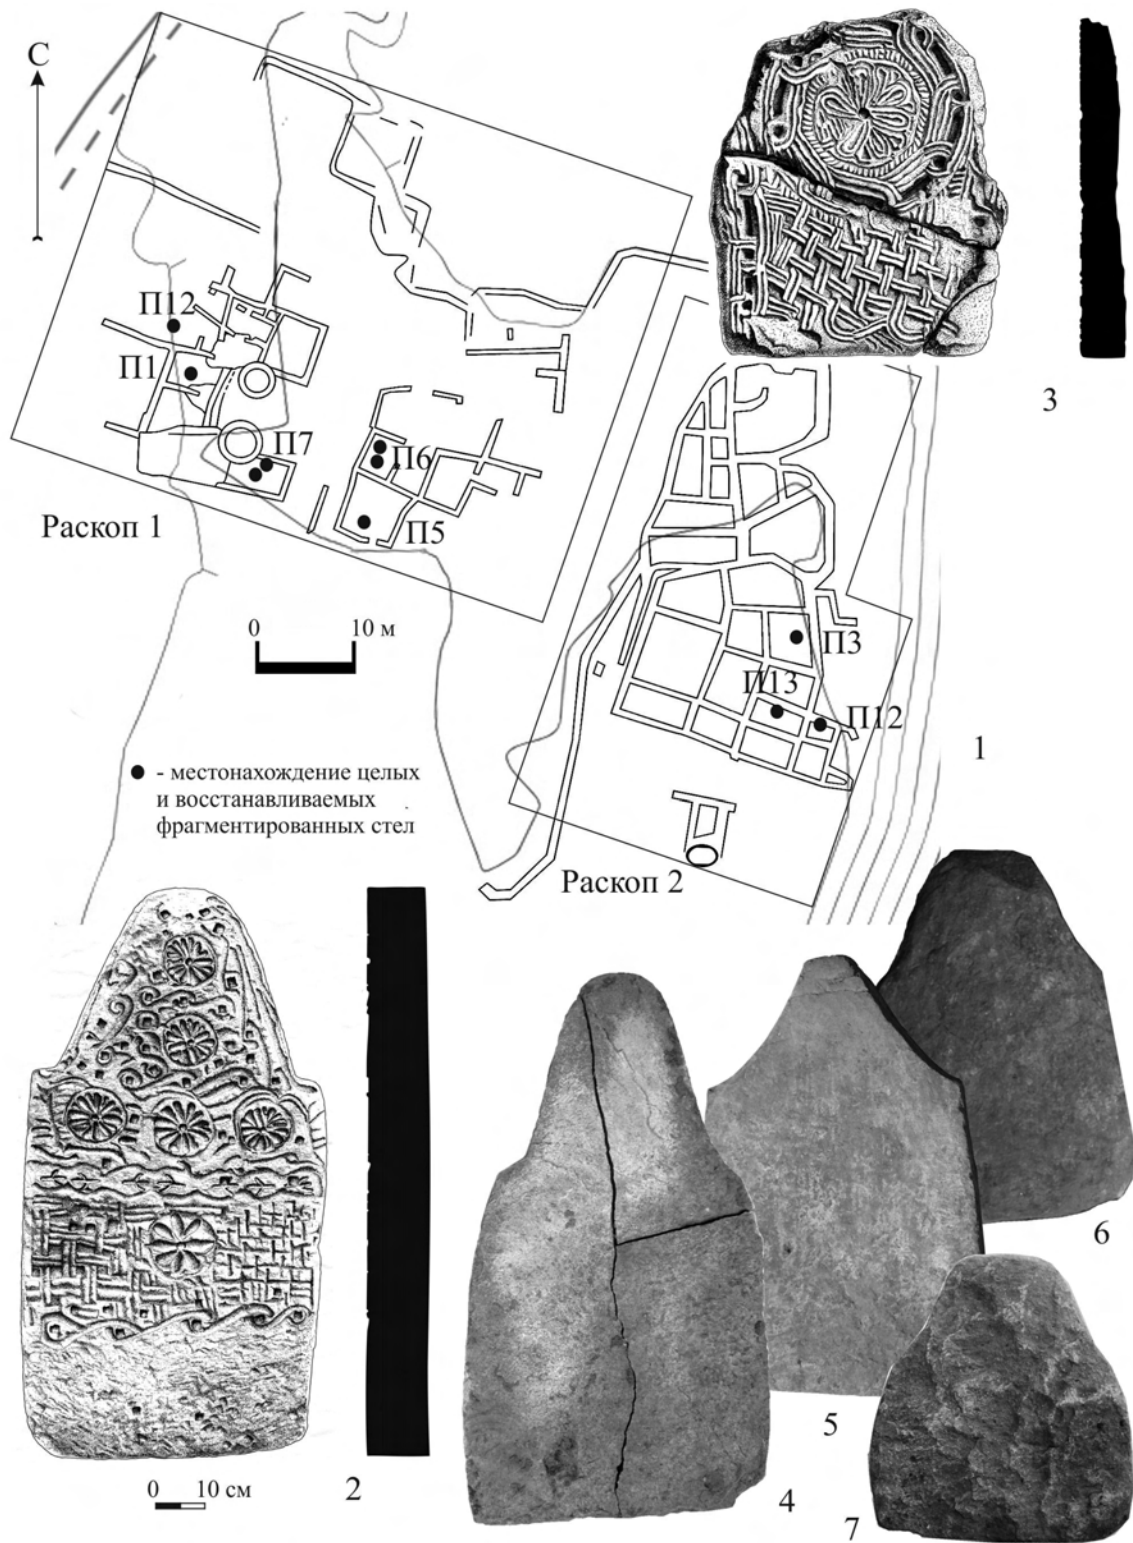 С
3
П12
П1
П7
П6
П5
Раскоп 1
0 10 м
П3
П13
П12
1
● - местонахождение целых
и восстанавливаемых
фрагментированных стел
Раскоп 2
6
0 10 см
2
5
4
7